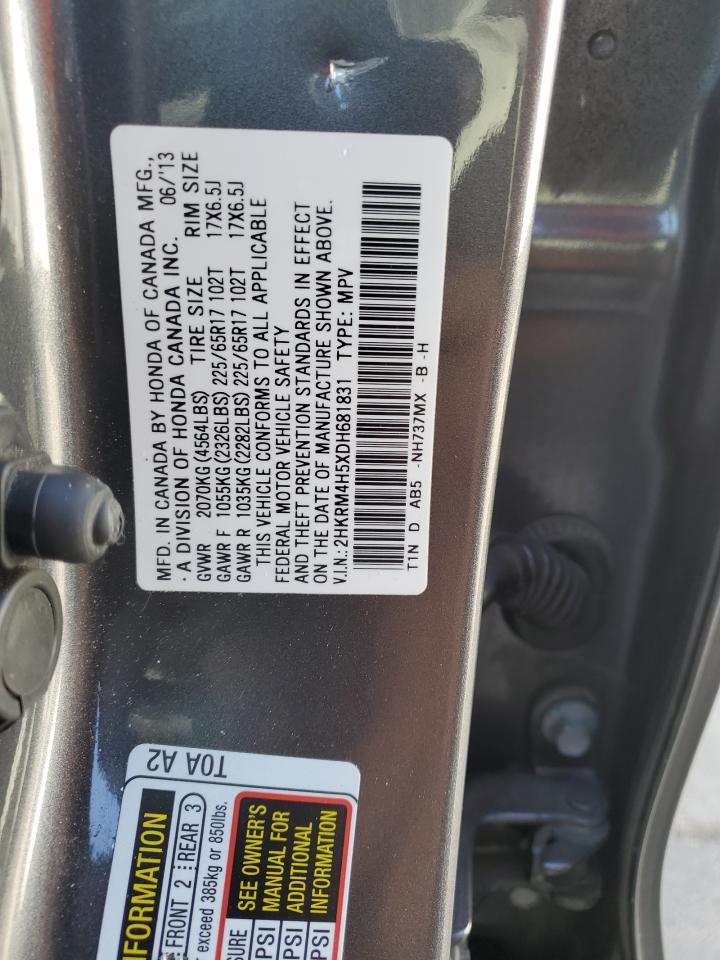 MFD. IN CANADA BY HONDA OF CANADA MFG.,
· A DIVISION OF HONDA CANADA INC. 06/'13
GVWR 2070KG (4564LBS) TIRE SIZE RIM SIZE
GAWR F 1055KG (2326LBS) 225/65R17 102T 17X6.5J
GAWR R 1035KG (2282LBS) 225/65R17 102T 17X6.5J
THIS VEHICLE CONFORMS TO ALL APPLICABLE
FEDERAL MOTOR VEHICLE SAFETY
AND THEFT PREVENTION STANDARDS IN EFFECT
ON THE DATE OF MANUFACTURE SHOWN ABOVE.
V.I.N.: 2HKRM4H5XDH681831 TYPE: MPV
T1N D AB5 -NH737MX -B -H
T0A A2
INFORMATION
FRONT 2 REAR 3
exceed 385kg or 850lbs.
SEE OWNER'S
MANUAL FOR
ADDITIONAL
INFORMATION
SURE
PSI
PSI
PSI